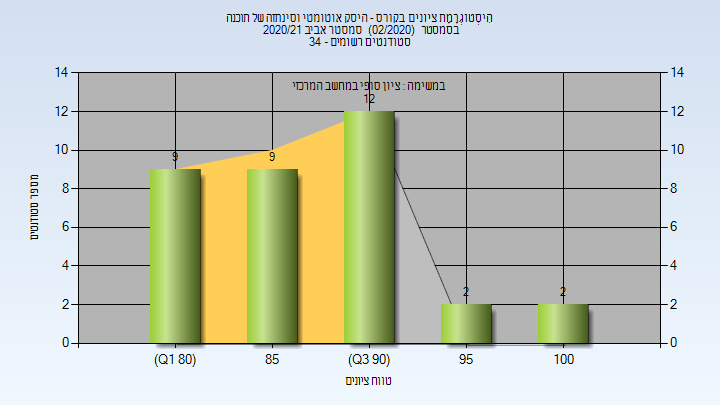 היסטוגרמת ציונים בקורס - היסק אוטומטי וסינתזה של תוכנה
בסמסטר (02/2020) סמסטר אביב 2020/21
סטודנטים רשומים - 34
במשימה : ציון סופי במחשב המרכזי
14 14
12 12
10 10
8 8
6 6
4 4
2 2
0 0
9 9 12 2 2
מספר סטודנטים
(Q1 80) 85 (Q3 90) 95 100
טווח ציונים